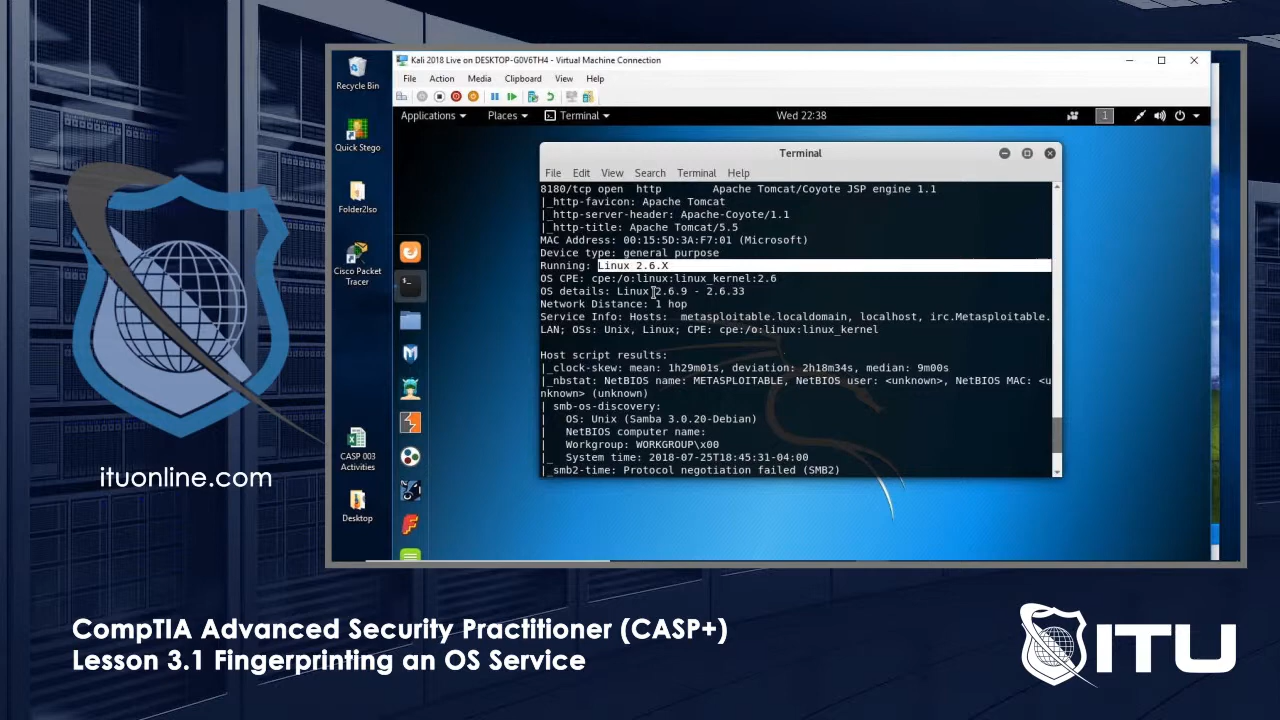 Recycle Bin
Quick Stego
Folder2Iso
Cisco Packet
Tracer
CASP 003
Activities
Desktop
Kali 2018 Live on DESKTOP-G0V6TH4 - Virtual Machine Connection
File Action Media Clipboard View Help
Applications Places Terminal Wed 22:38 1
Terminal
File Edit View Search Terminal Help
8180/tcp open http Apache Tomcat/Coyote JSP engine 1.1
|_http-favicon: Apache Tomcat
|_http-server-header: Apache-Coyote/1.1
|_http-title: Apache Tomcat/5.5
MAC Address: 00:15:5D:3A:F7:01 (Microsoft)
Device type: general purpose
Running: Linux 2.6.X
OS CPE: cpe:/o:linux:linux_kernel:2.6
OS details: Linux 2.6.9 - 2.6.33
Network Distance: 1 hop
Service Info: Hosts:  metasploitable.localdomain, localhost, irc.Metasploitable.
LAN; OSs: Unix, Linux; CPE: cpe:/o:linux:linux_kernel
Host script results:
|_clock-skew: mean: 1h29m01s, deviation: 2h18m34s, median: 9m00s
|_nbstat: NetBIOS name: METASPLOITABLE, NetBIOS user: <unknown>, NetBIOS MAC: <u
nknown> (unknown)
| smb-os-discovery:
|   OS: Unix (Samba 3.0.20-Debian)
|   NetBIOS computer name:
|   Workgroup: WORKGROUP\x00
|_  System time: 2018-07-25T18:45:31-04:00
|_smb2-time: Protocol negotiation failed (SMB2)
ituonline.com
CompTIA Advanced Security Practitioner (CASP+)
Lesson 3.1 Fingerprinting an OS Service
ITU